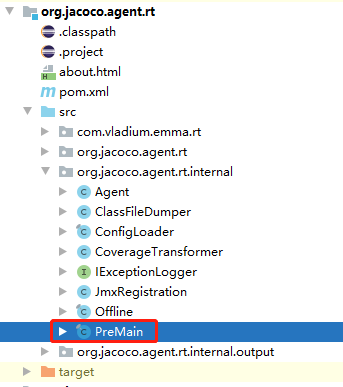 org.jacoco.agent.rt
.classpath
.project
about.html
pom.xml
src
com.vladium.emma.rt
org.jacoco.agent.rt
org.jacoco.agent.rt.internal
Agent
ClassFileDumper
ConfigLoader
CoverageTransformer
IExceptionLogger
JmxRegistration
Offline
PreMain
org.jacoco.agent.rt.internal.output
target